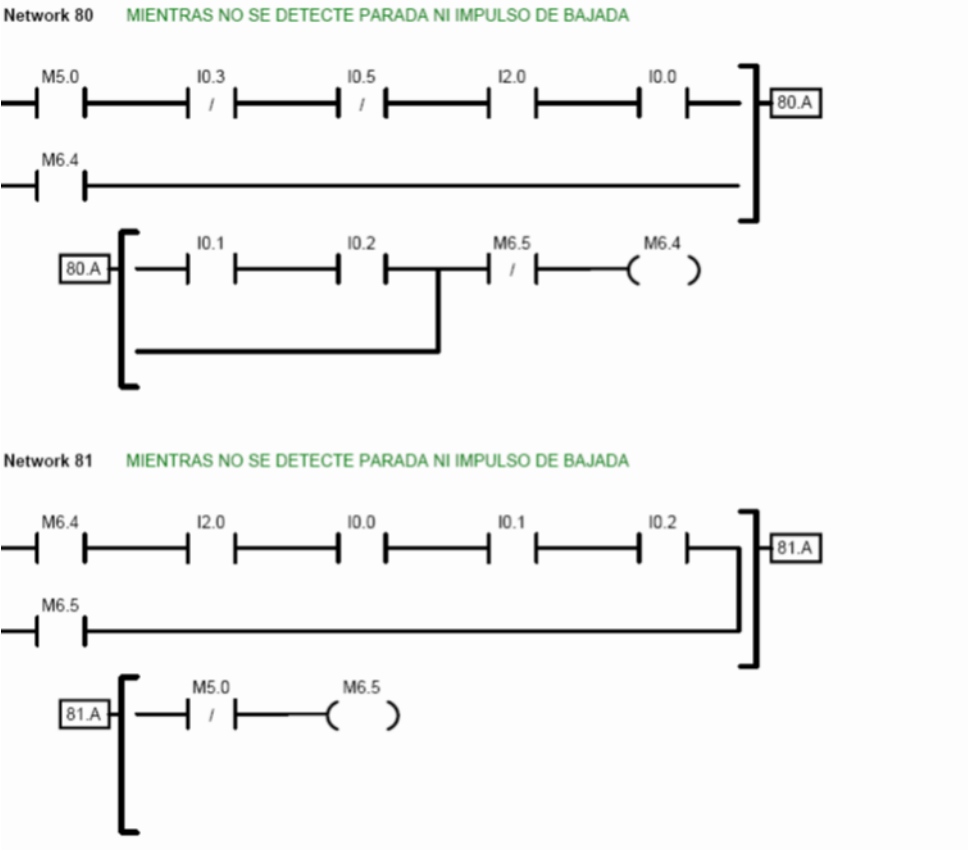 Network 80 MIENTRAS NO SE DETECTE PARADA NI IMPULSO DE BAJADA
M5.0 I0.3 I0.5 I2.0 I0.0
/ /
80.A
M6.4
I0.1 I0.2 M6.5 M6.4
80.A / ( )
Network 81 MIENTRAS NO SE DETECTE PARADA NI IMPULSO DE BAJADA
M6.4 I2.0 I0.0 I0.1 I0.2
81.A
M6.5
M5.0 M6.5
81.A / ( )